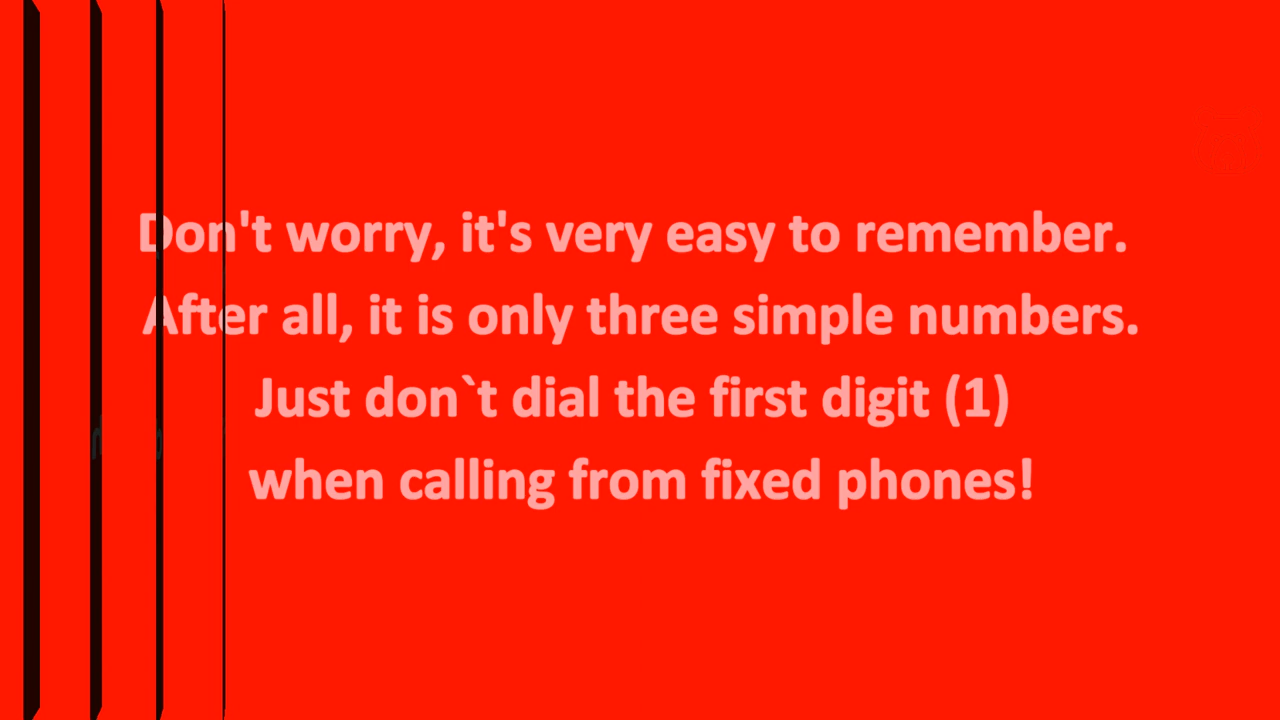 Don't worry, it's very easy to remember.
After all, it is only three simple numbers.
Just don`t dial the first digit (1)
when calling from fixed phones!